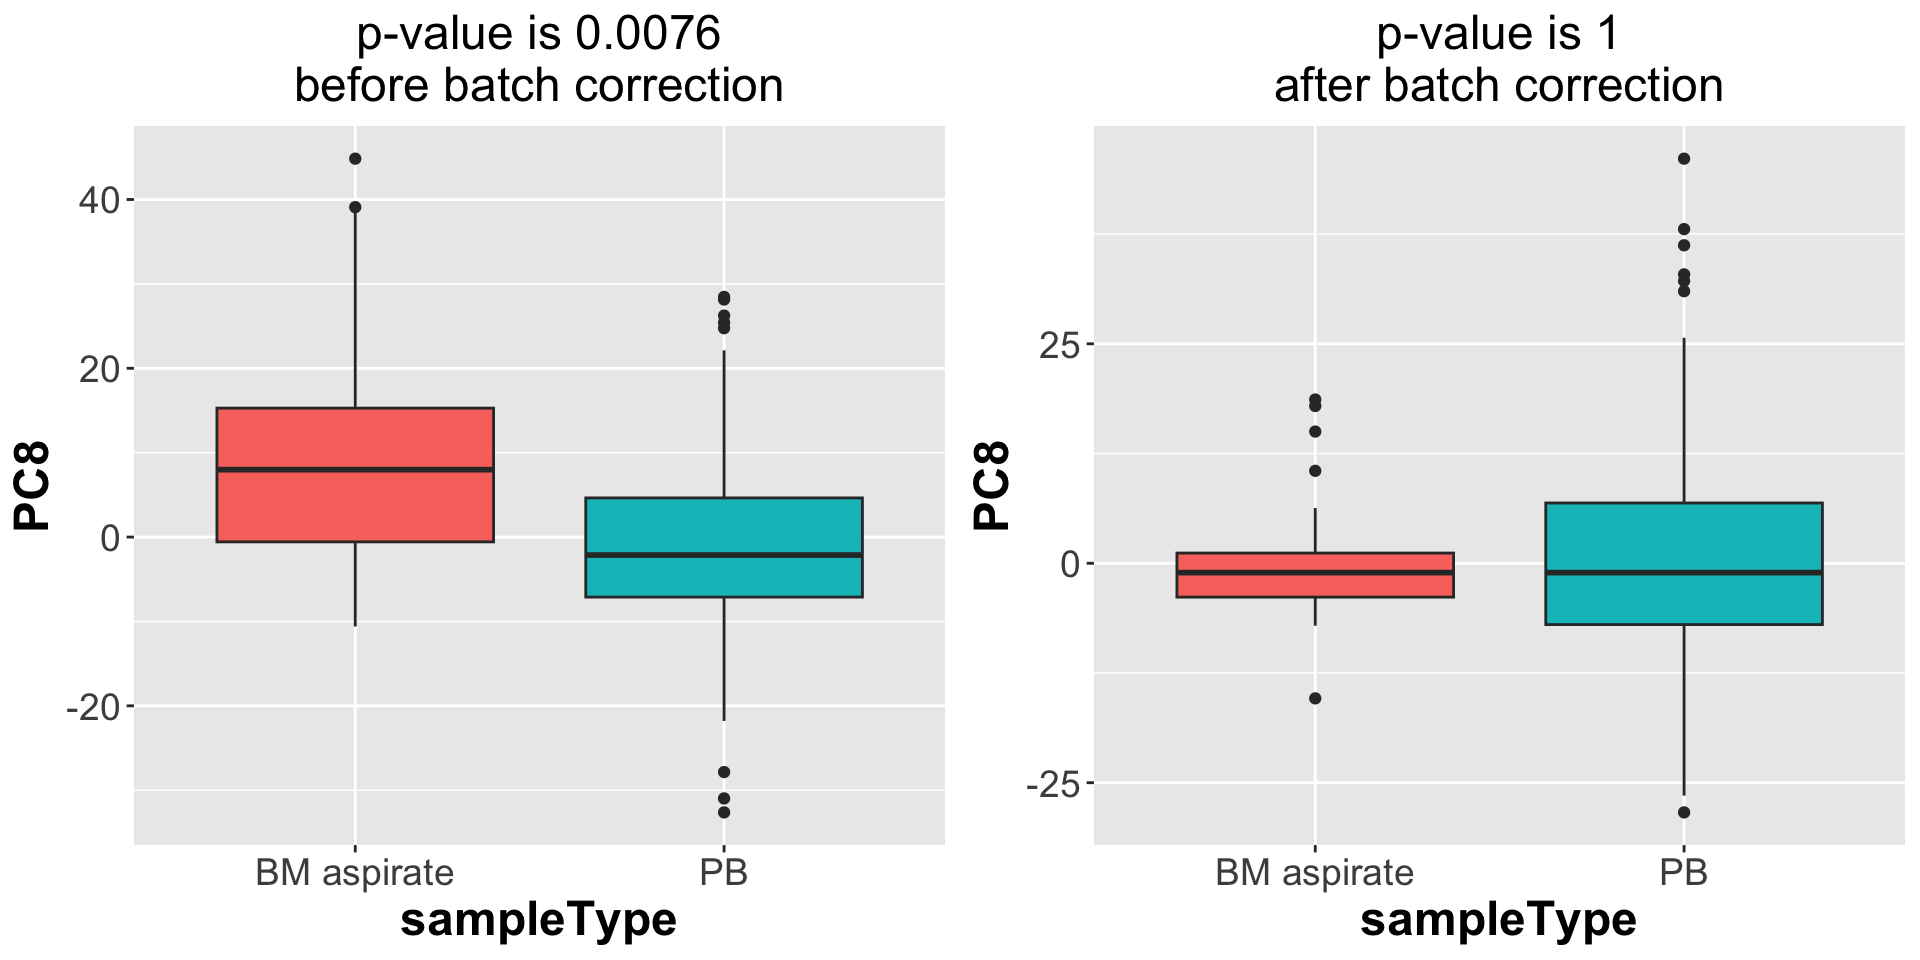 p-value is 0.0076
before batch correction
PC8
40
20
0
-20
BM aspirate
PB
sampleType
p-value is 1
after batch correction
PC8
25
0
-25
BM aspirate
PB
sampleType